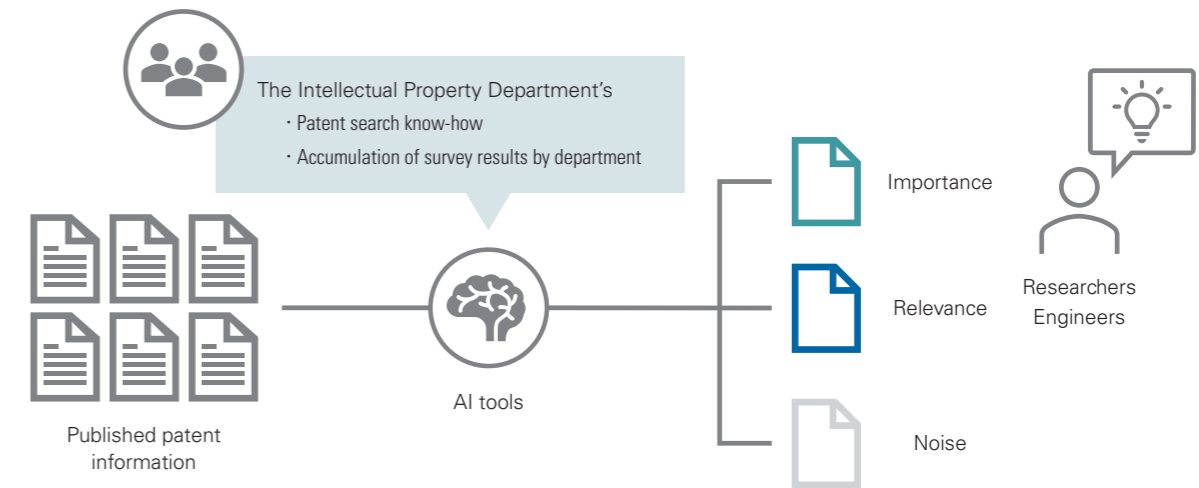 The Intellectual Property Department's
・Patent search know-how
・Accumulation of survey results by department
Published patent
information
AI tools
Importance
Relevance
Noise
Researchers
Engineers